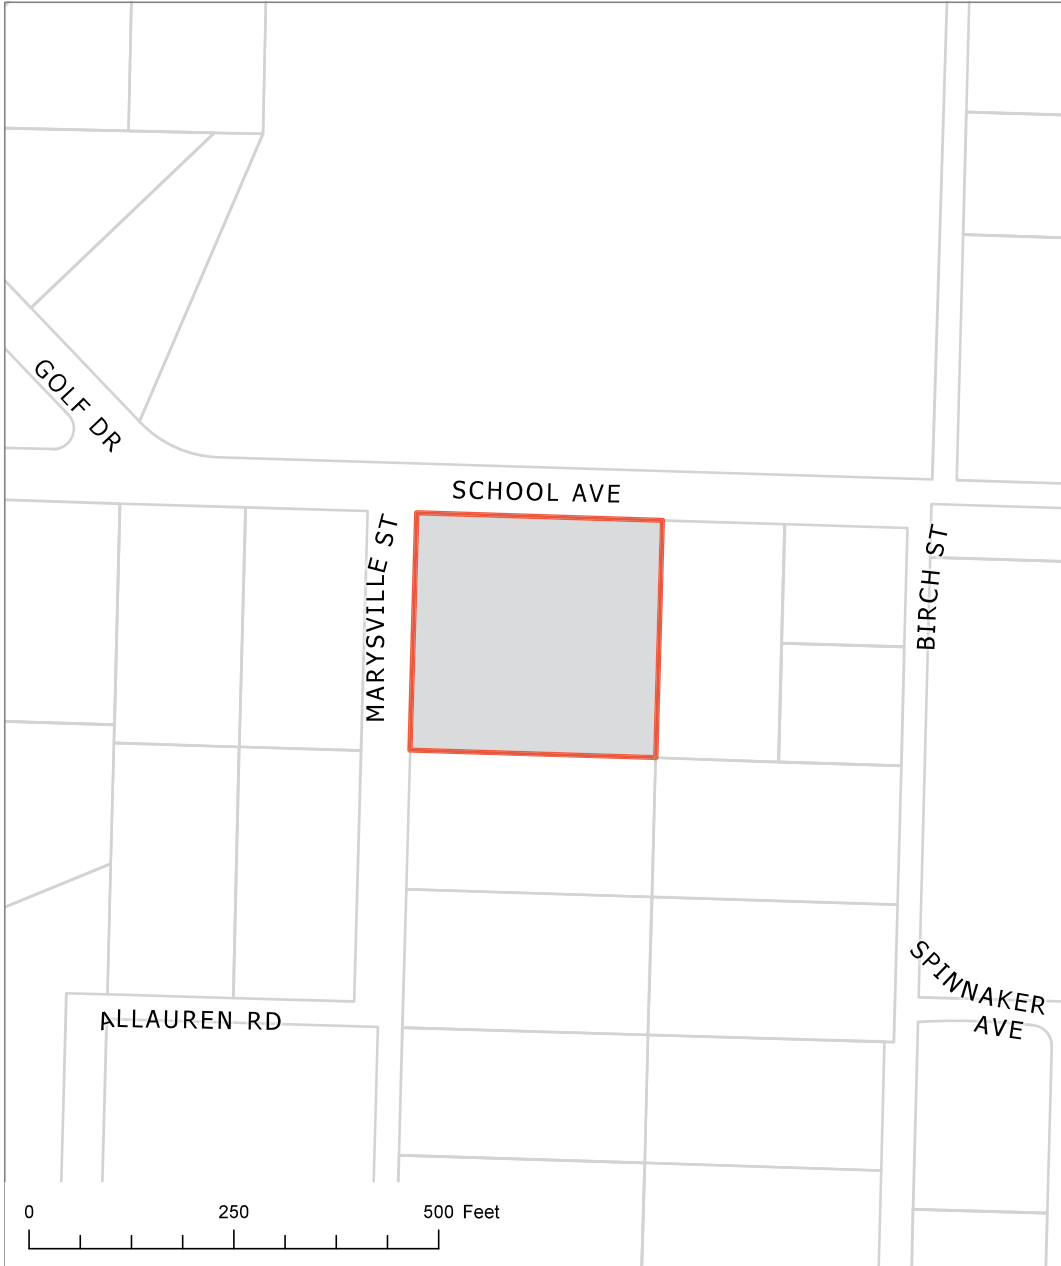 GOLF DR
SCHOOL AVE
MARYSVILLE ST
BIRCH ST
SPINNAKER
AVE
ALLAUREN RD
0 250 500 Feet